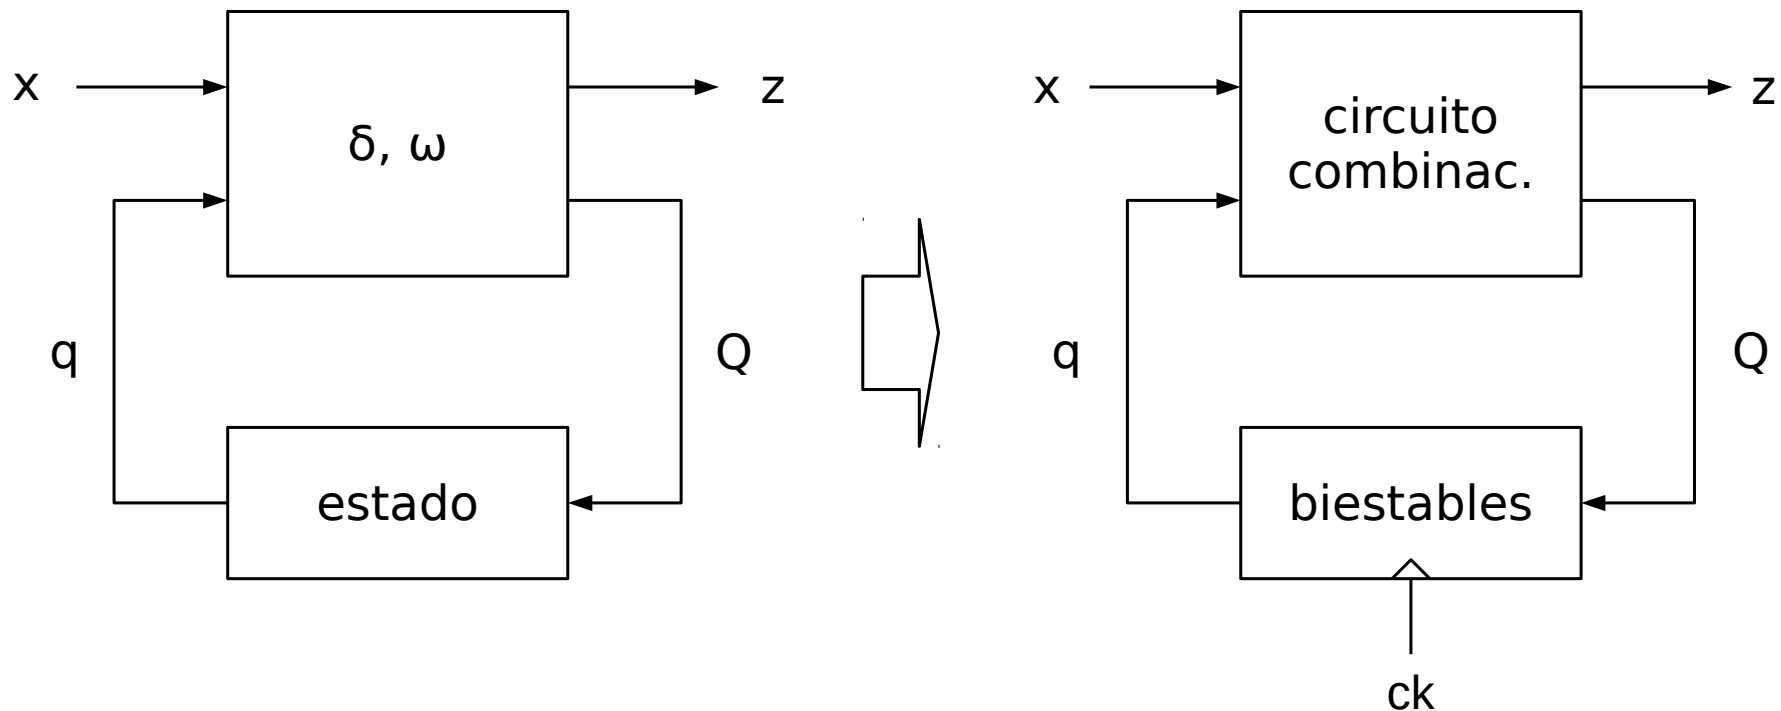 x
δ, ω
z
q
Q
estado
x
circuito
combinac.
z
q
Q
biestables
ck